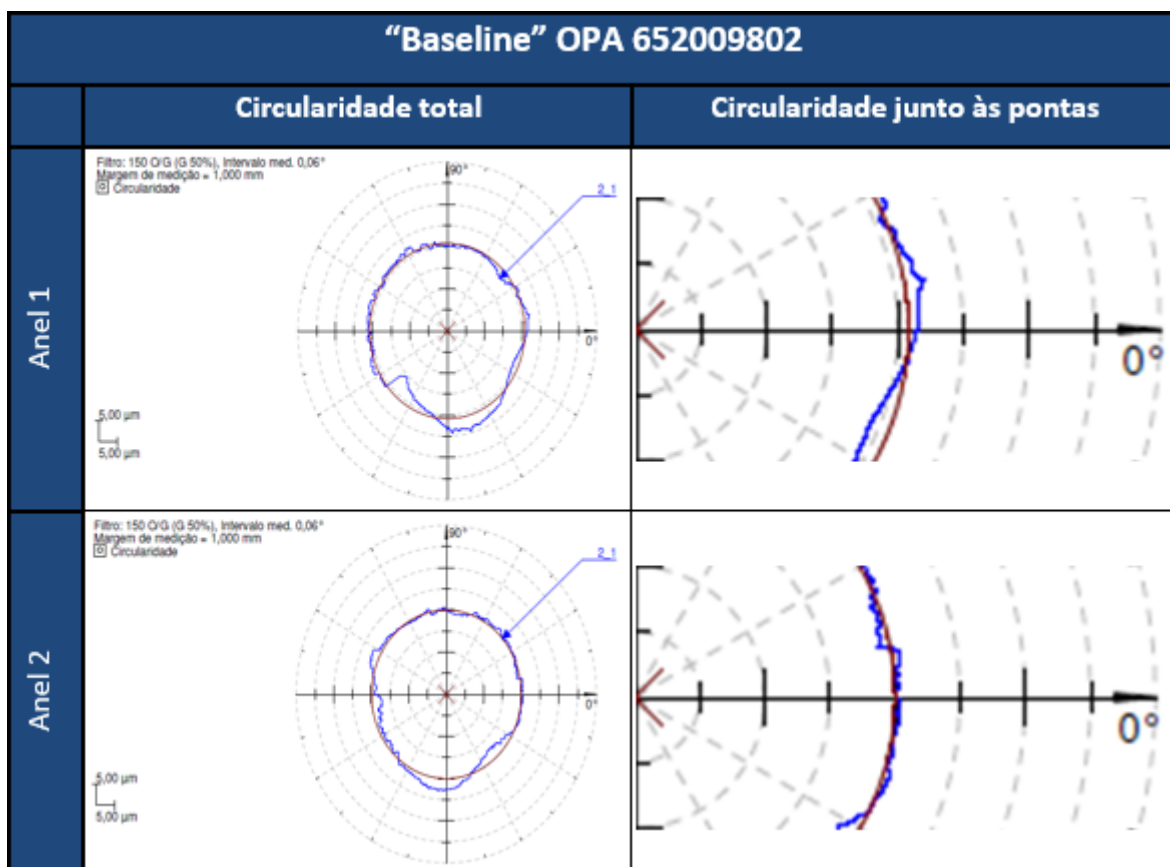 “Baseline” OPA 652009802
Circularidade total
Circularidade junto às pontas
Anel 1
Filtro: 150 O/G (G 50%), Intervalo med. 0,06°
Margem de medição = 1,000 mm
Circularidade
90°
2_1
0°
5,00 µm
5,00 µm
0°
Anel 2
Filtro: 150 O/G (G 50%), Intervalo med. 0,06°
Margem de medição = 1,000 mm
Circularidade
90°
2_1
0°
5,00 µm
5,00 µm
0°